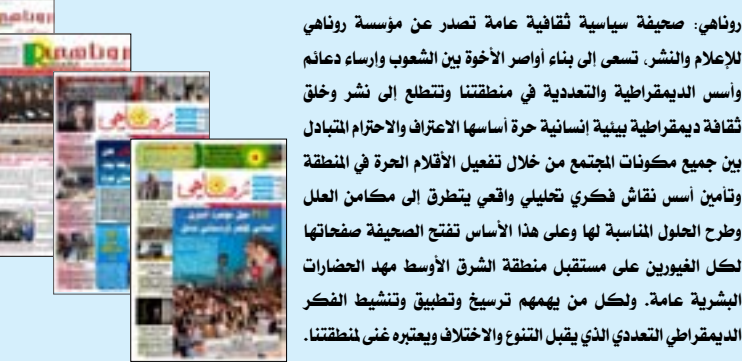 روناهي: صحيفة سياسية ثقافية عامة تصدر عن مؤسسة روناهي
للإعلام والنشر، تسعى إلى بناء أواصر الأخوة بين الشعوب وإرساء دعائم
وأسس الديمقراطية والتعددية في منطقتنا وتتطلع إلى نشر وخلق
ثقافة ديمقراطية بيئية إنسانية حرة أساسها الاعتراف والاحترام المتبادل
بين جميع مكونات المجتمع من خلال تفعيل الأقلام الحرة في المنطقة
وتأمين أسس نقاش فكري تحليلي واقعي يتطرق إلى مكامن العلل
وطرح الحلول المناسبة لها وعلى هذا الأساس تفتح الصحيفة صفحاتها
لكل الغيورين على مستقبل منطقة الشرق الأوسط مهد الحضارات
البشرية عامة. ولكل من يهمهم ترسيخ وتطبيق وتنشيط الفكر
الديمقراطي التعددي الذي يقبل التنوع والاختلاف ويعتبره غنى لمنطقتنا.
روناهي
روناهي
روناهي